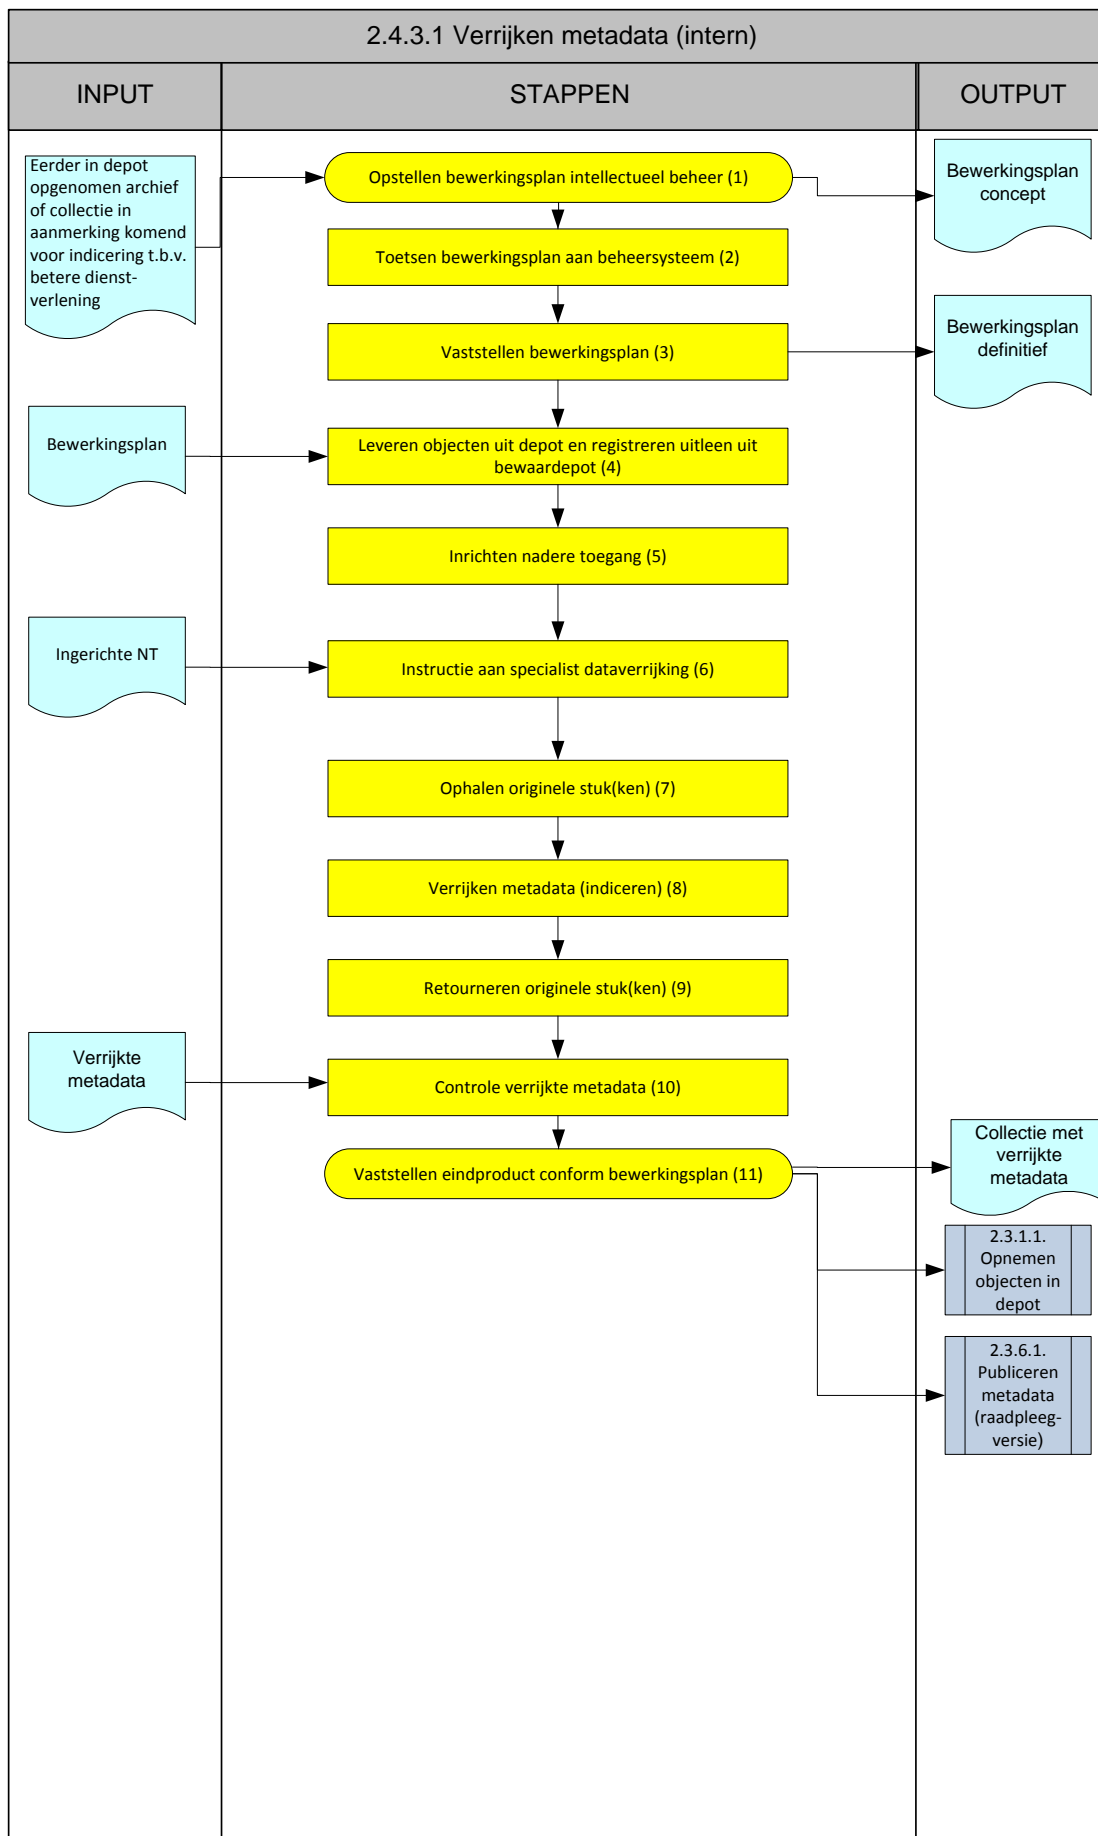 2.4.3.1 Verrijken metadata (intern)
INPUT
STAPPEN
OUTPUT
Eerder in depot
opgenomen archief
of collectie in
aanmerking komend
voor indicering t.b.v.
betere dienst-
verlening
Opstellen bewerkingsplan intellectueel beheer (1)
Bewerkingsplan
concept
Toetsen bewerkingsplan aan beheersysteem (2)
Vaststellen bewerkingsplan (3)
Bewerkingsplan
definitief
Bewerkingsplan
Leveren objecten uit depot en registreren uitleen uit
bewaardepot (4)
Inrichten nadere toegang (5)
Ingerichte NT
Instructie aan specialist dataverrijking (6)
Ophalen originele stuk(ken) (7)
Verrijken metadata (indiceren) (8)
Retourneren originele stuk(ken) (9)
Verrijkte
metadata
Controle verrijkte metadata (10)
Vaststellen eindproduct conform bewerkingsplan (11)
Collectie met
verrijkte
metadata
2.3.1.1.
Opnemen
objecten in
depot
2.3.6.1.
Publiceren
metadata
(raadpleeg-
versie)